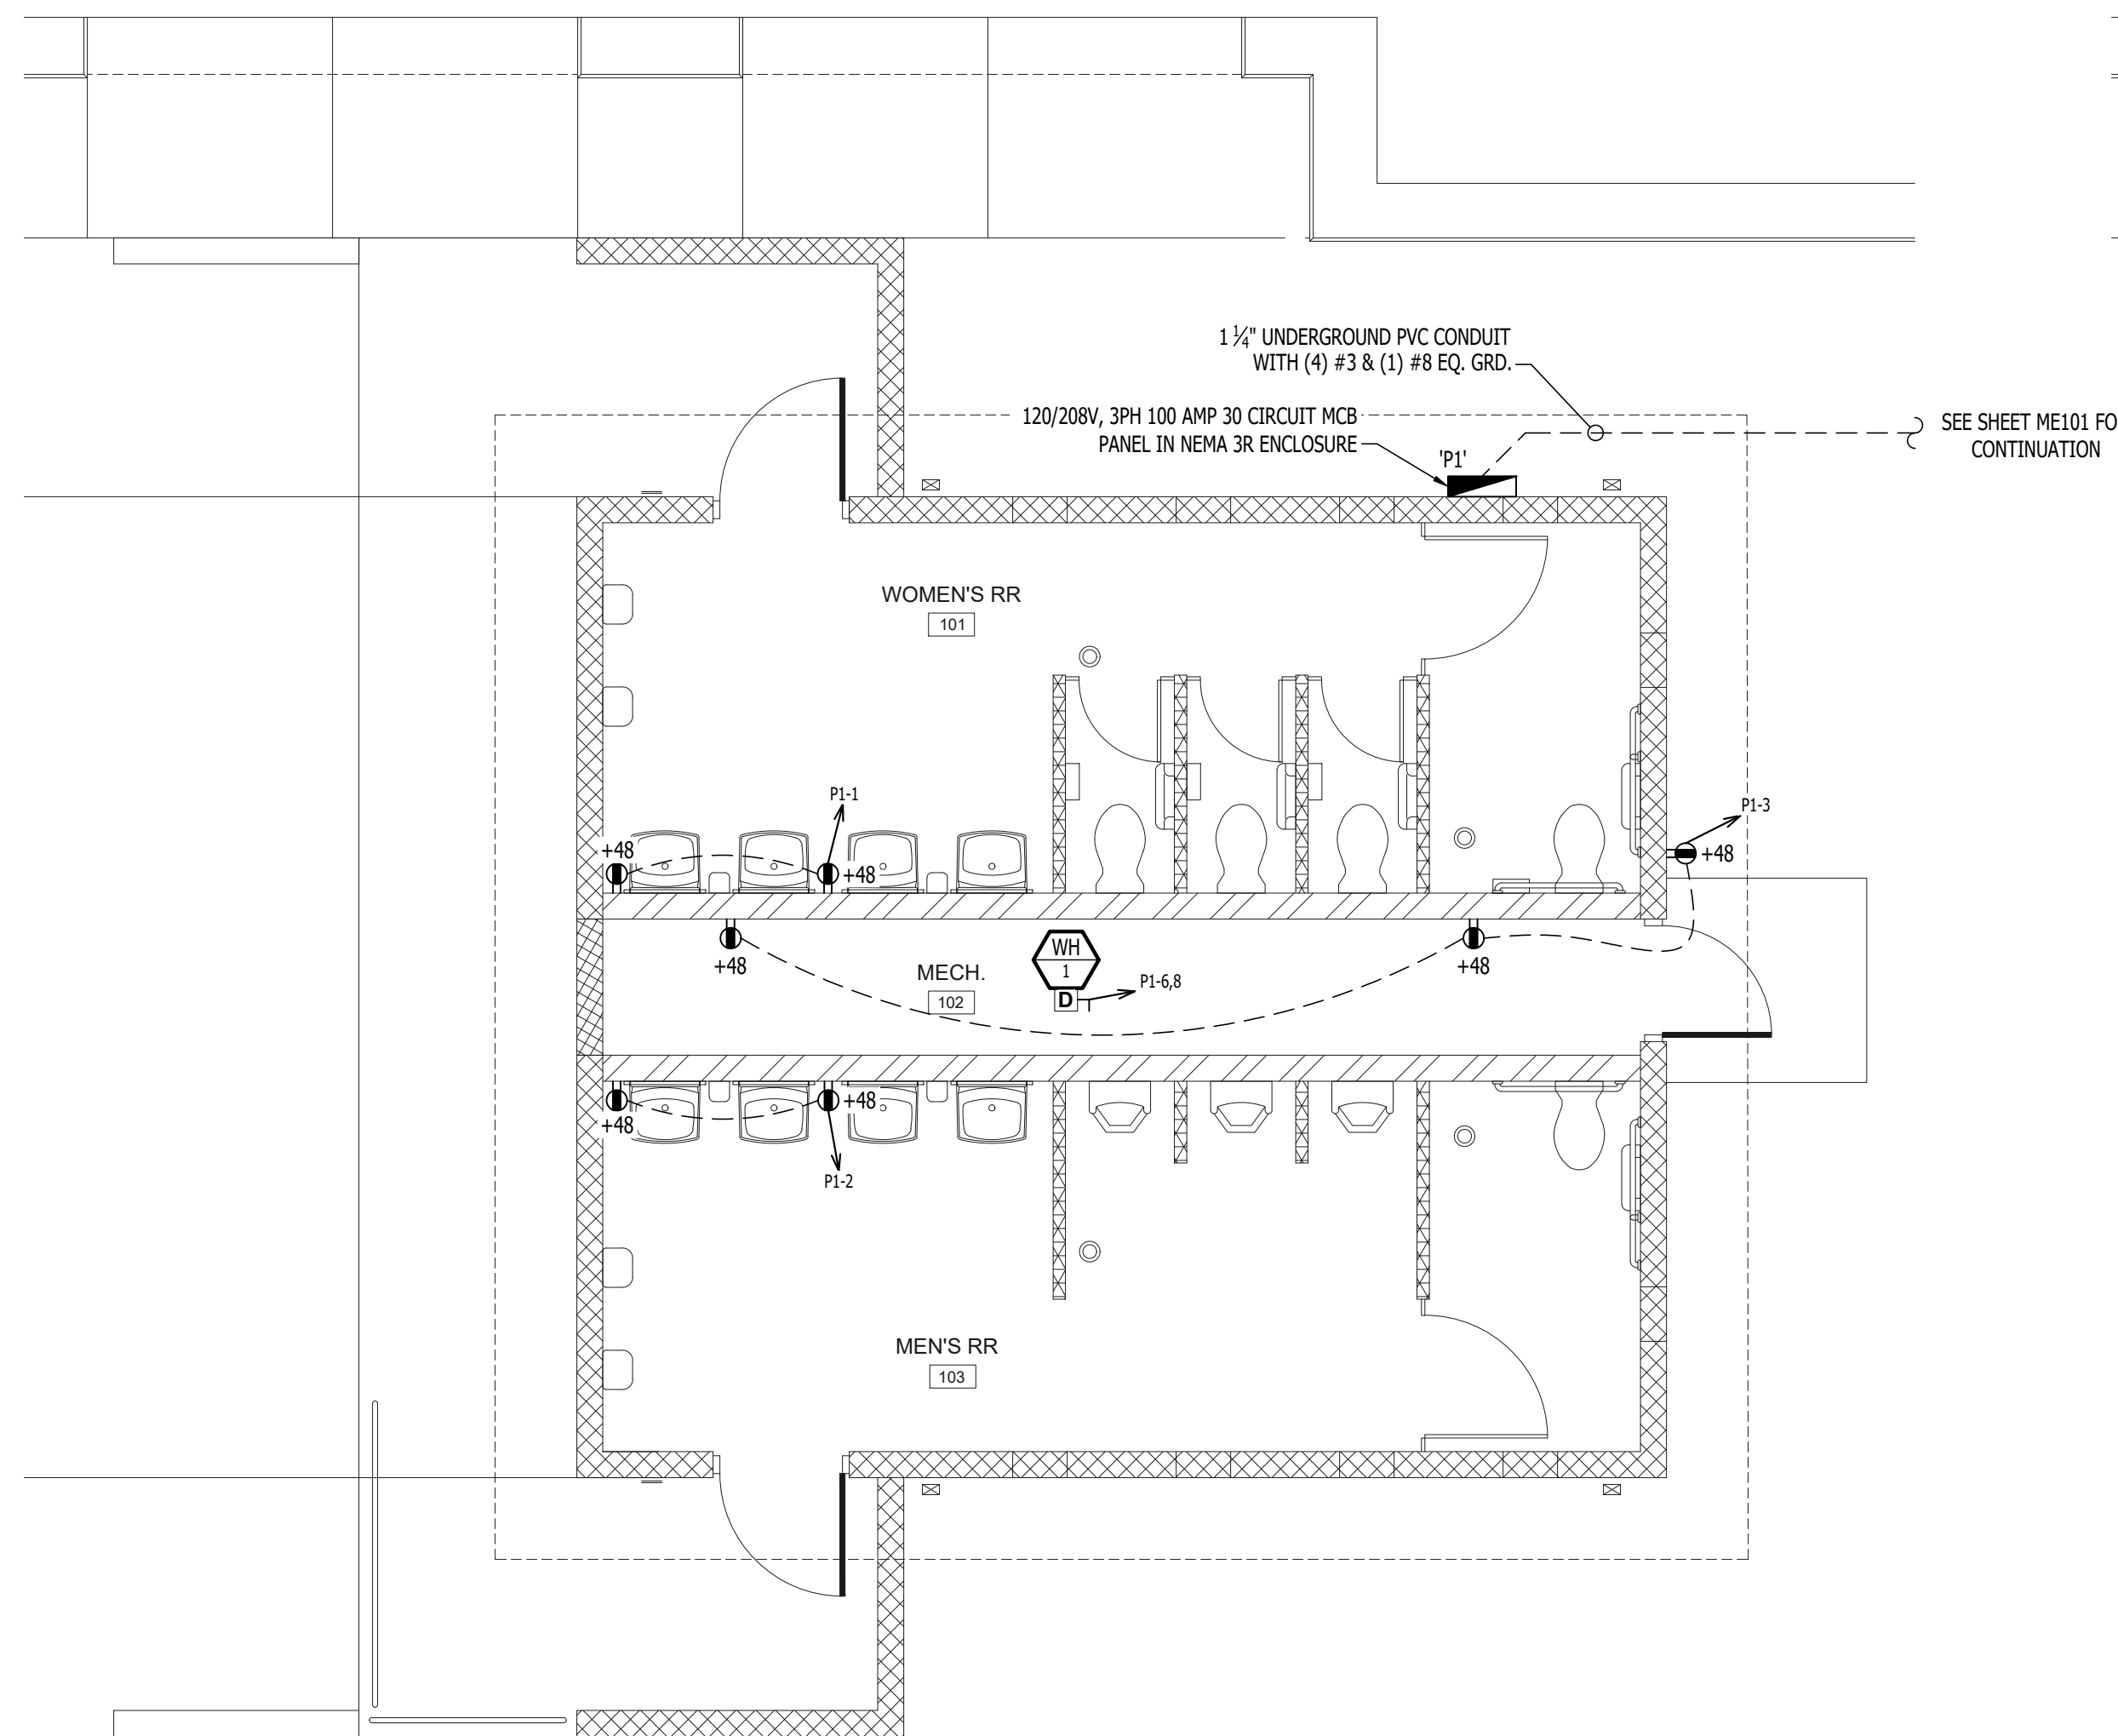 1 1/4" UNDERGROUND PVC CONDUIT
WITH (4) #3 & (1) #8 EQ. GRD.
120/208V, 3PH 100 AMP 30 CIRCUIT MCB
PANEL IN NEMA 3R ENCLOSURE
'P1'
SEE SHEET ME101 FO
CONTINUATION
WOMEN'S RR
101
P1-1
P1-3
+48
+48
+48
+48
+48
MECH.
102
WH
1
D
P1-6,8
+48
+48
P1-2
MEN'S RR
103